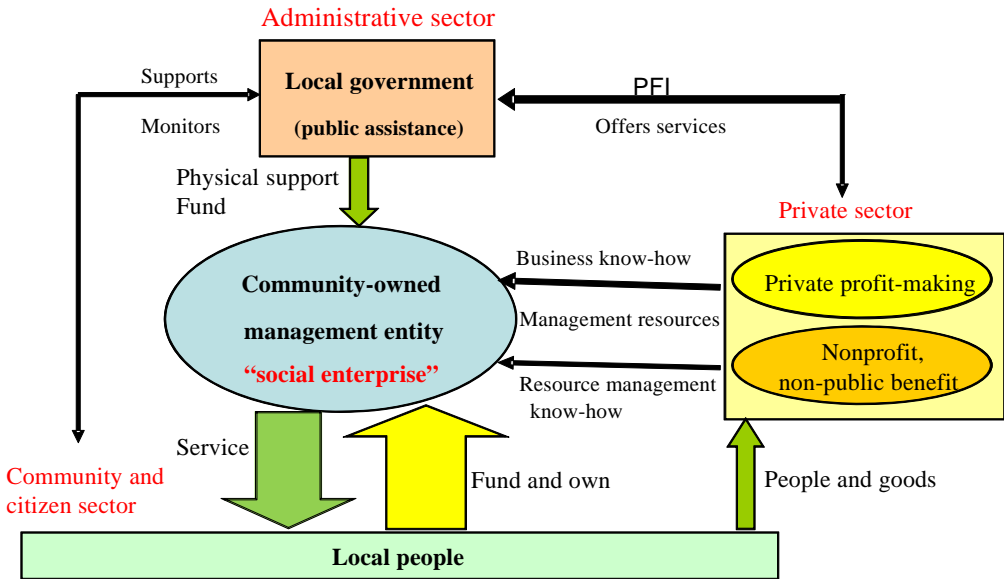 Administrative sector
Local government
(public assistance)
Supports
Monitors
PFI
Offers services
Physical support
Fund
Private sector
Community-owned
management entity
“social enterprise”
Business know-how
Management resources
Resource management
know-how
Private profit-making
Nonprofit,
non-public benefit
Service
Fund and own
People and goods
Community and
citizen sector
Local people